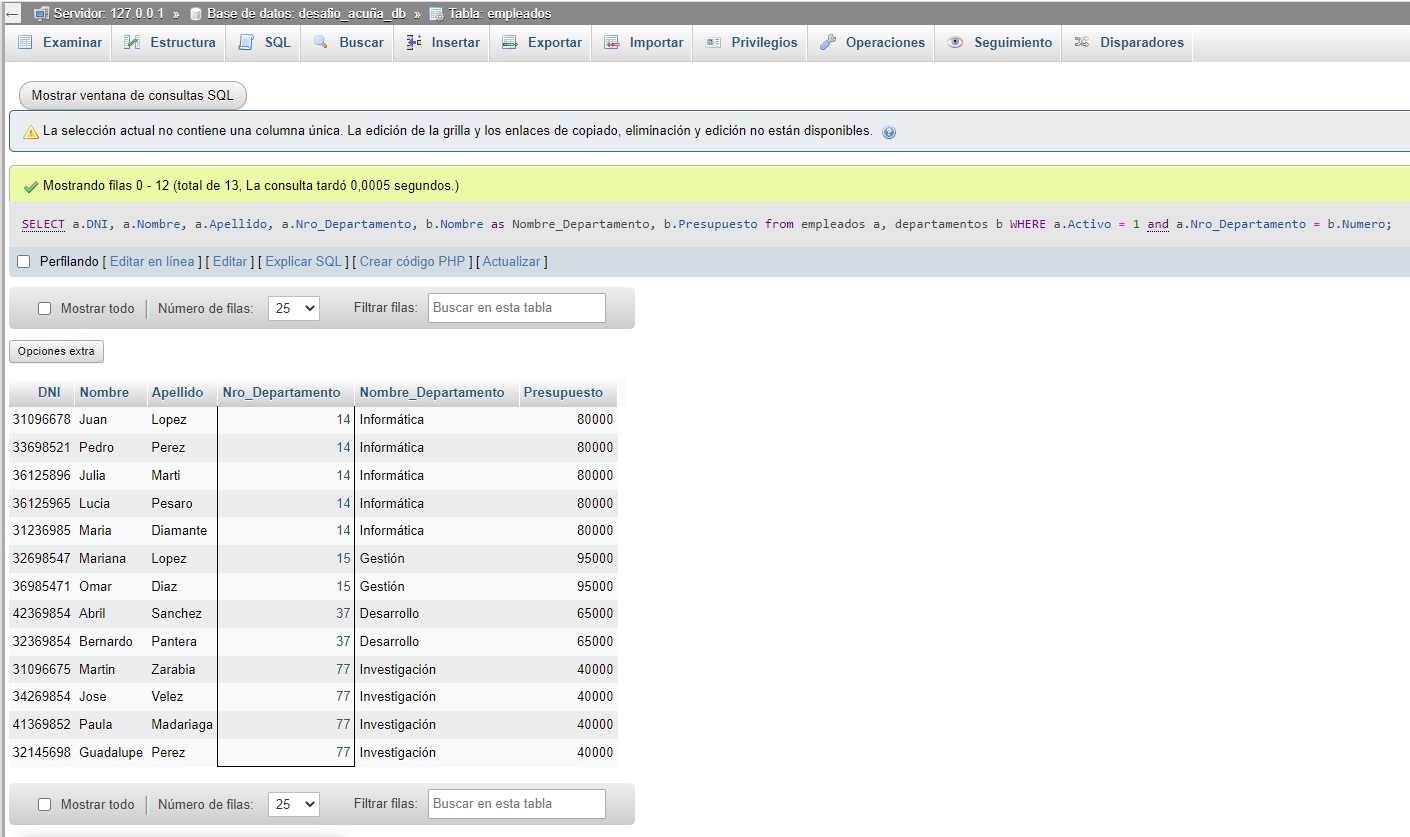 ← Servidor: 127.0.0.1 » Base de datos: desafio_acuña_db » Tabla: empleados
Examinar Estructura SQL Buscar Insertar Exportar Importar Privilegios Operaciones Seguimiento Disparadores
Mostrar ventana de consultas SQL
La selección actual no contiene una columna única. La edición de la grilla y los enlaces de copiado, eliminación y edición no están disponibles.
Mostrando filas 0 - 12 (total de 13, La consulta tardó 0,0005 segundos.)
SELECT a.DNI, a.Nombre, a.Apellido, a.Nro_Departamento, b.Nombre as Nombre_Departamento, b.Presupuesto from empleados a, departamentos b WHERE a.Activo = 1 and a.Nro_Departamento = b.Numero;
Perfilando [ Editar en línea ] [ Editar ] [ Explicar SQL ] [ Crear código PHP ] [ Actualizar ]
Mostrar todo | Número de filas: 25 Filtrar filas: Buscar en esta tabla
Opciones extra
DNI Nombre Apellido Nro_Departamento Nombre_Departamento Presupuesto
31096678 Juan Lopez 14 Informática 80000
33698521 Pedro Perez 14 Informática 80000
36125896 Julia Marti 14 Informática 80000
36125965 Lucia Pesaro 14 Informática 80000
31236985 Maria Diamante 14 Informática 80000
32698547 Mariana Lopez 15 Gestión 95000
36985471 Omar Diaz 15 Gestión 95000
42369854 Abril Sanchez 37 Desarrollo 65000
32369854 Bernardo Pantera 37 Desarrollo 65000
31096675 Martin Zarabia 77 Investigación 40000
34269854 Jose Velez 77 Investigación 40000
41369852 Paula Madariaga 77 Investigación 40000
32145698 Guadalupe Perez 77 Investigación 40000
Mostrar todo | Número de filas: 25 Filtrar filas: Buscar en esta tabla